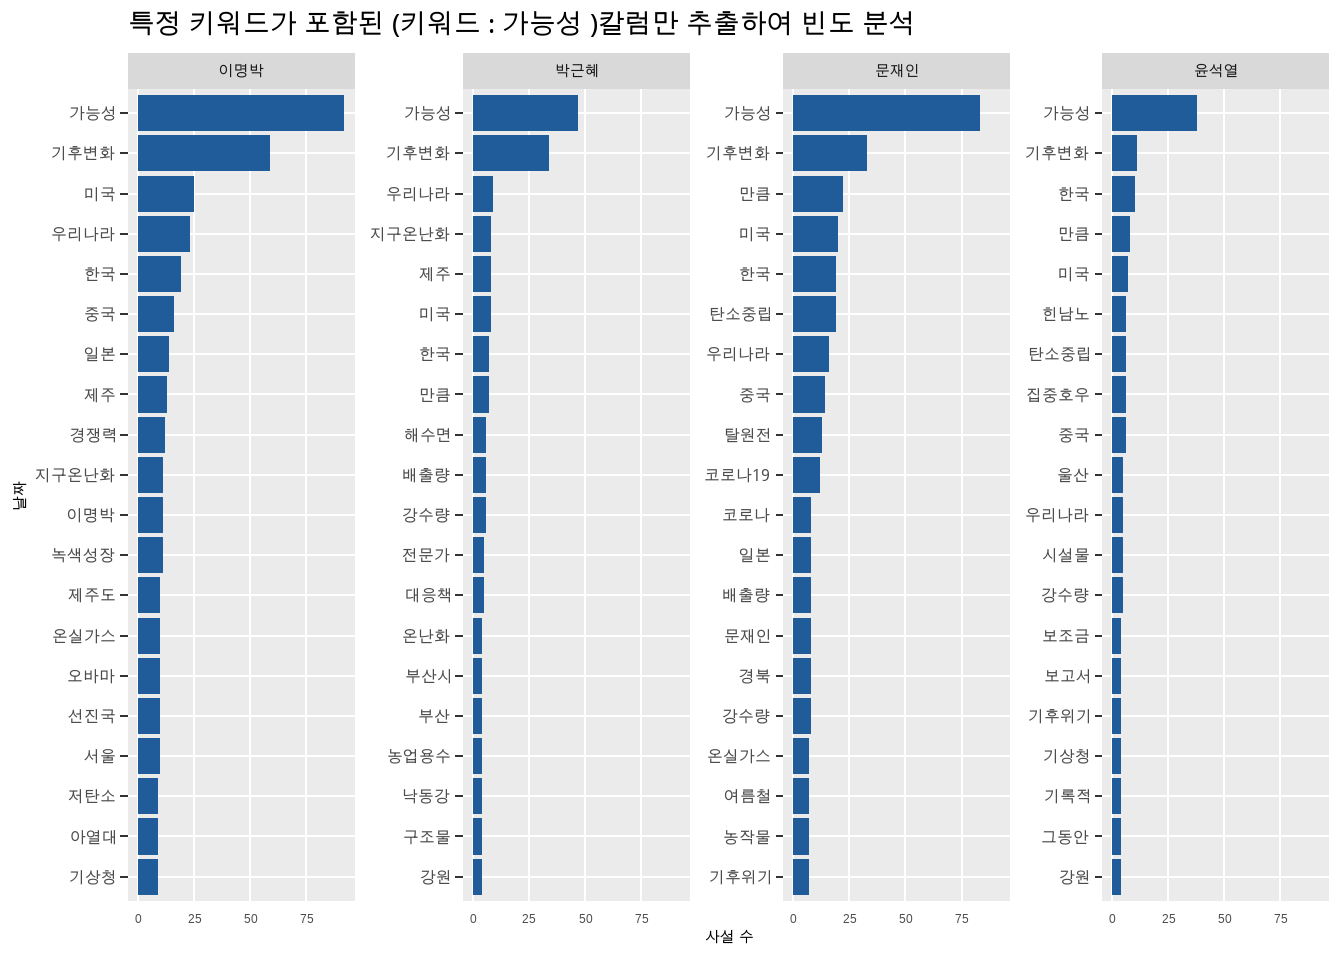 특정 키워드가 포함된 (키워드 : 가능성 )칼럼만 추출하여 빈도 분석
이명박
가능성
기후변화
미국
우리나라
한국
중국
일본
제주
경쟁력
지구온난화
이명박
녹색성장
제주도
온실가스
오바마
선진국
서울
저탄소
아열대
기상청
0 25 50 75
박근혜
가능성
기후변화
우리나라
지구온난화
제주
미국
한국
만큼
해수면
배출량
강수량
전문가
대응책
온난화
부산시
부산
농업용수
낙동강
구조물
강원
0 25 50 75
문재인
가능성
기후변화
만큼
미국
한국
탄소중립
우리나라
중국
탈원전
코로나19
코로나
일본
배출량
문재인
경북
강수량
온실가스
여름철
농작물
기후위기
0 25 50 75
윤석열
가능성
기후변화
한국
만큼
미국
힌남노
탄소중립
집중호우
중국
울산
우리나라
시설물
강수량
보조금
보고서
기후위기
기상청
기록적
그동안
강원
0 25 50 75
날짜
사설 수